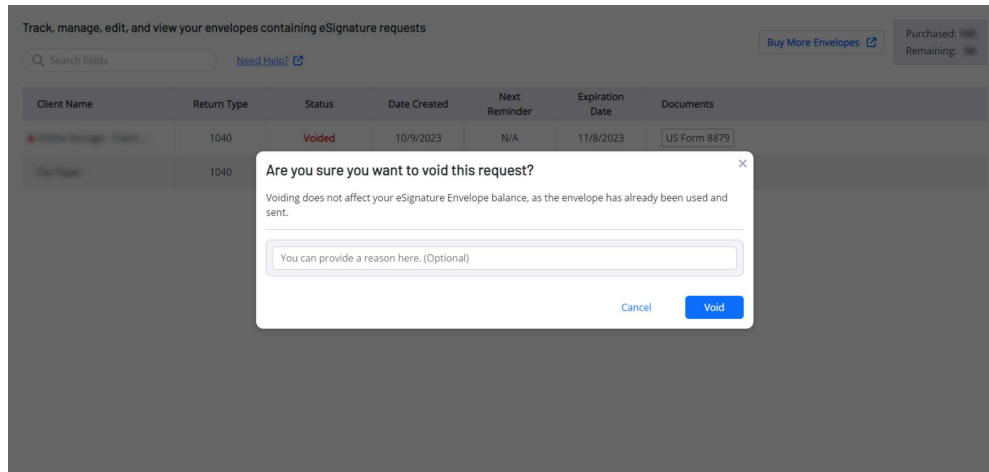 Track, manage, edit, and view your envelopes containing eSignature requests
Search fields
Need Help?
Buy More Envelopes
Purchased:
Remaining:
Client Name Return Type Status Date Created Next Reminder Expiration Date Documents
1040 Voided 10/9/2023 N/A 11/8/2023 US Form 8879
1040
Are you sure you want to void this request?
Voiding does not affect your eSignature Envelope balance, as the envelope has already been used and
sent.
You can provide a reason here. (Optional)
Cancel Void